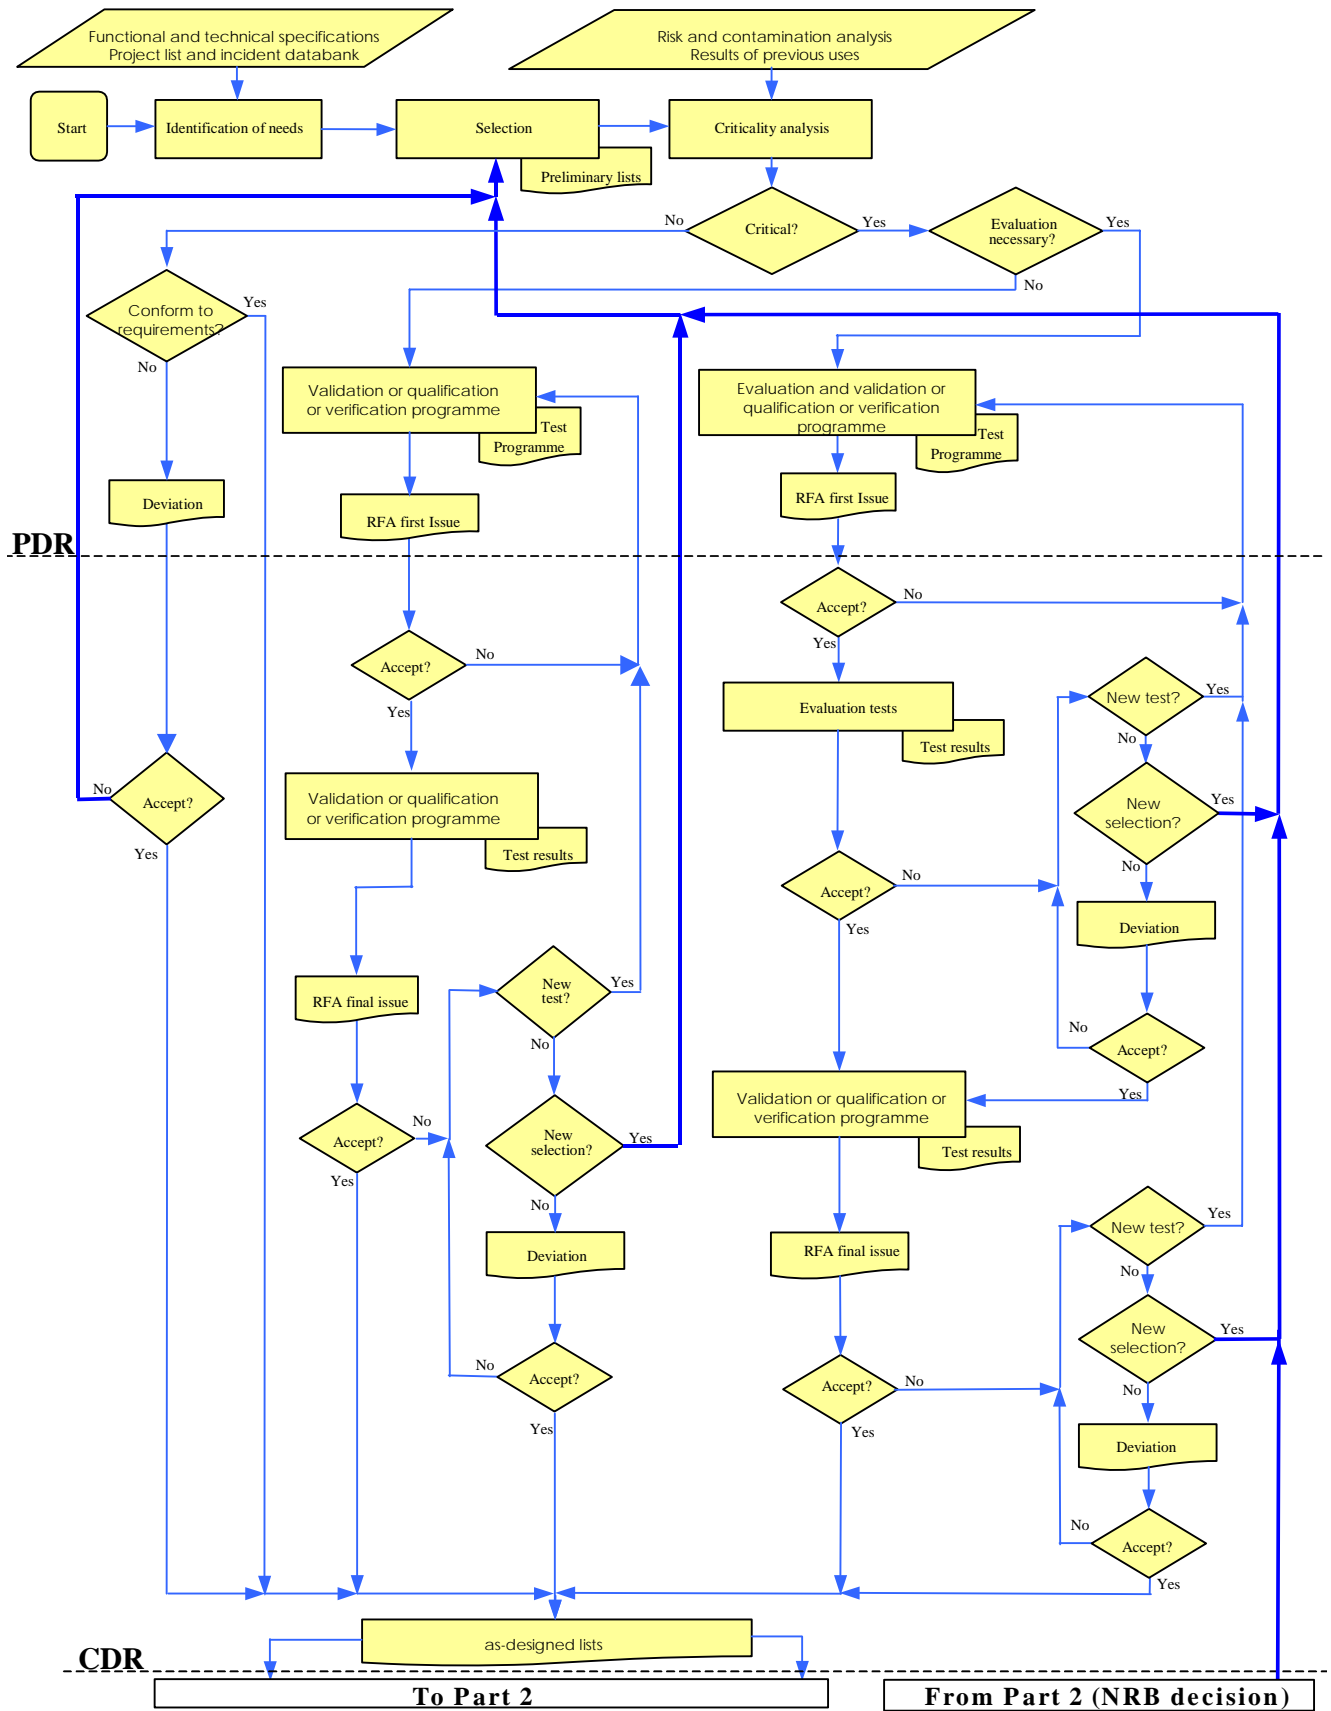 Functional and technical specifications
Project list and incident databank
Risk and contamination analysis
Results of previous uses
Start
Identification of needs
Selection
Criticality analysis
Preliminary lists
No
Critical?
Yes
Evaluation
necessary?
Yes
No
Conform to
requirements?
Yes
No
Validation or qualification
or verification programme
Test
Programme
Evaluation and validation or
qualification or verification
programme
Test
Programme
Deviation
RFA first Issue
RFA first Issue
PDR
Accept?
No
Yes
Accept?
No
Yes
New test?
Yes
No
Evaluation tests
Test results
No
Accept?
Yes
Validation or qualification
or verification programme
Test results
New
selection?
Yes
No
Accept?
No
Yes
Deviation
New
test?
Yes
No
RFA final issue
No
Accept?
Yes
Validation or qualification or
verification programme
Test results
Accept?
No
Yes
New
selection?
Yes
No
New test?
Yes
No
Deviation
RFA final issue
New
selection?
Yes
No
No
Accept?
Yes
Accept?
No
Yes
Deviation
No
Accept?
Yes
as-designed lists
CDR
To Part 2
From Part 2 (NRB decision)